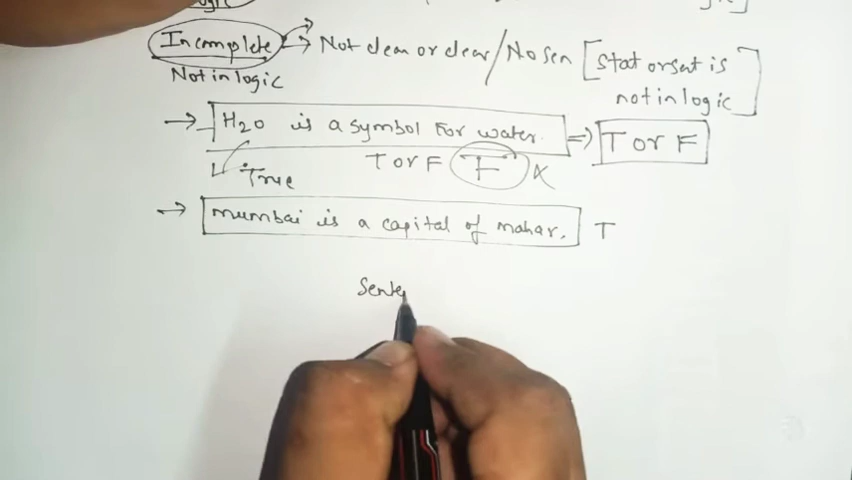 Incomplete → Not clear or clear / No sen [stat or sent is
Not in logic not in logic]
→ H2O is a symbol for water. ⇒ T or F
True T or F F ×
→ mumbai is a capital of mahar. T
Sente